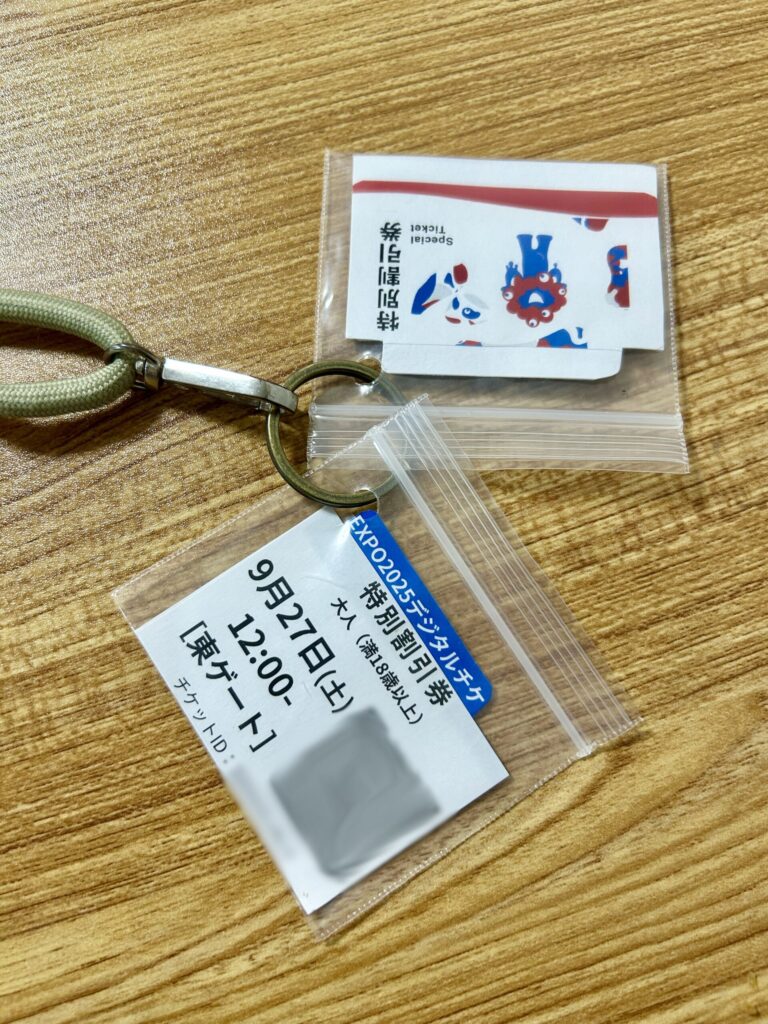 特別割引券
Special
Ticket
EXPO2025デジタルチケ
特別割引券
大人（満18歳以上）
9月27日(土)
12:00-
[東ゲート]
チケットID：